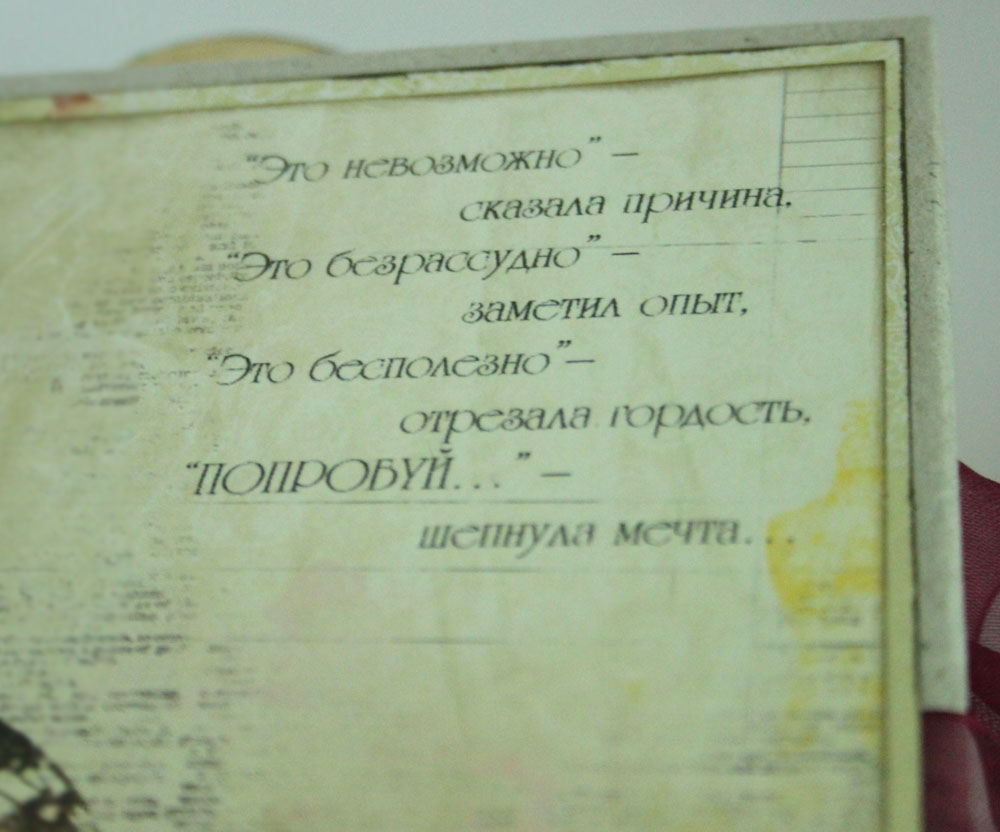 “Это невозможно” –
сказала причина,
“Это безрассудно” –
заметил опыт,
“Это бесполезно”–
отрезала гордость,
“ПОПРОБУЙ...” –
шепнула мечта...